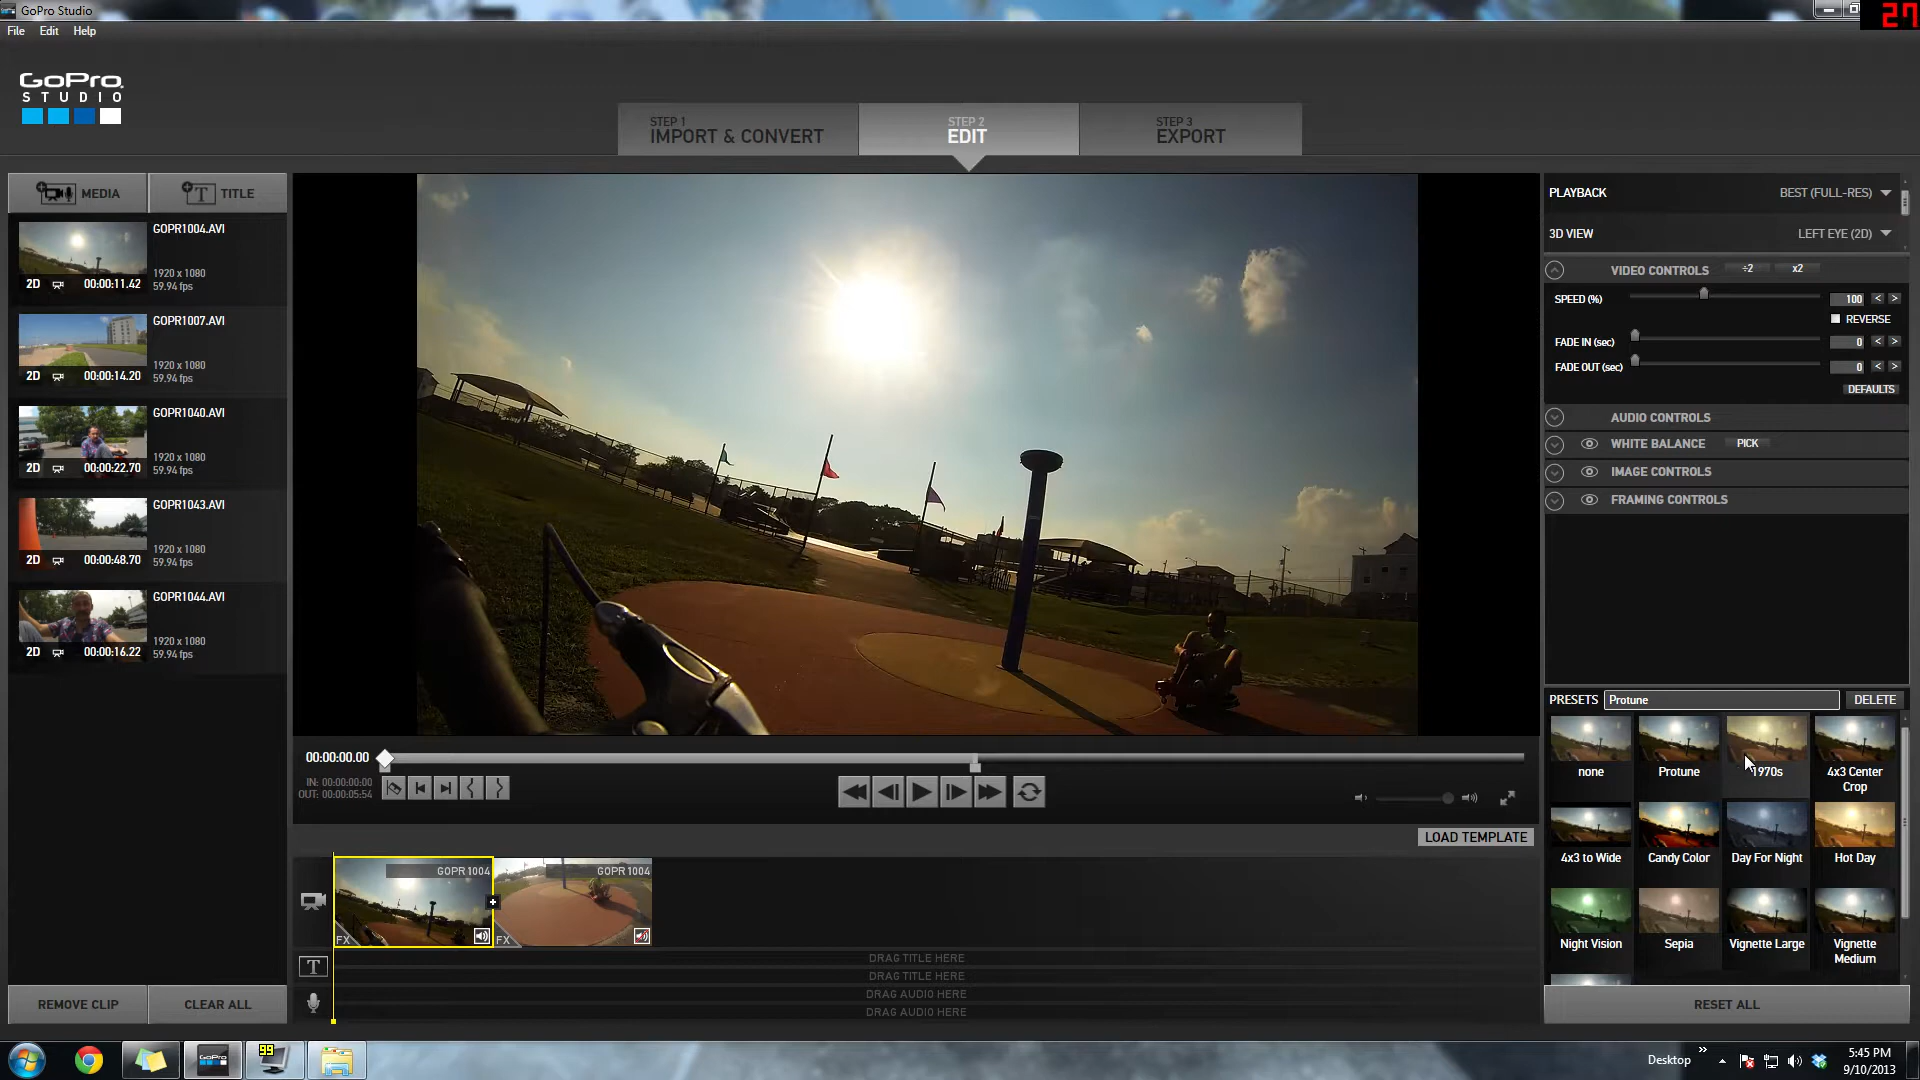 GoPro Studio
27
File Edit Help
GoPro
STUDIO
STEP 1
IMPORT & CONVERT
STEP 2
EDIT
STEP 3
EXPORT
MEDIA
T TITLE
GOPR1004.AVI
1920 x 1080
59.94 fps
2D 00:00:11.42
GOPR1007.AVI
1920 x 1080
59.94 fps
2D 00:00:14.20
GOPR1040.AVI
1920 x 1080
59.94 fps
2D 00:00:22.70
GOPR1043.AVI
1920 x 1080
59.94 fps
2D 00:00:48.70
GOPR1044.AVI
1920 x 1080
59.94 fps
2D 00:00:16.22
REMOVE CLIP CLEAR ALL
00:00:00.00
IN: 00:00:00:00
OUT: 00:00:05:54
LOAD TEMPLATE
GOPR1004 GOPR1004
FX FX
T
DRAG TITLE HERE
DRAG TITLE HERE
DRAG AUDIO HERE
DRAG AUDIO HERE
PLAYBACK BEST (FULL-RES)
3D VIEW LEFT EYE (2D)
VIDEO CONTROLS ÷2 x2
SPEED (%) 100 < >
REVERSE
FADE IN (sec) 0 < >
FADE OUT (sec) 0 < >
DEFAULTS
AUDIO CONTROLS
WHITE BALANCE PICK
IMAGE CONTROLS
FRAMING CONTROLS
PRESETS Protune DELETE
none Protune 1970s 4x3 Center Crop
4x3 to Wide Candy Color Day For Night Hot Day
Night Vision Sepia Vignette Large Vignette Medium
RESET ALL
99
GoPro
Desktop »
5:45 PM
9/10/2013